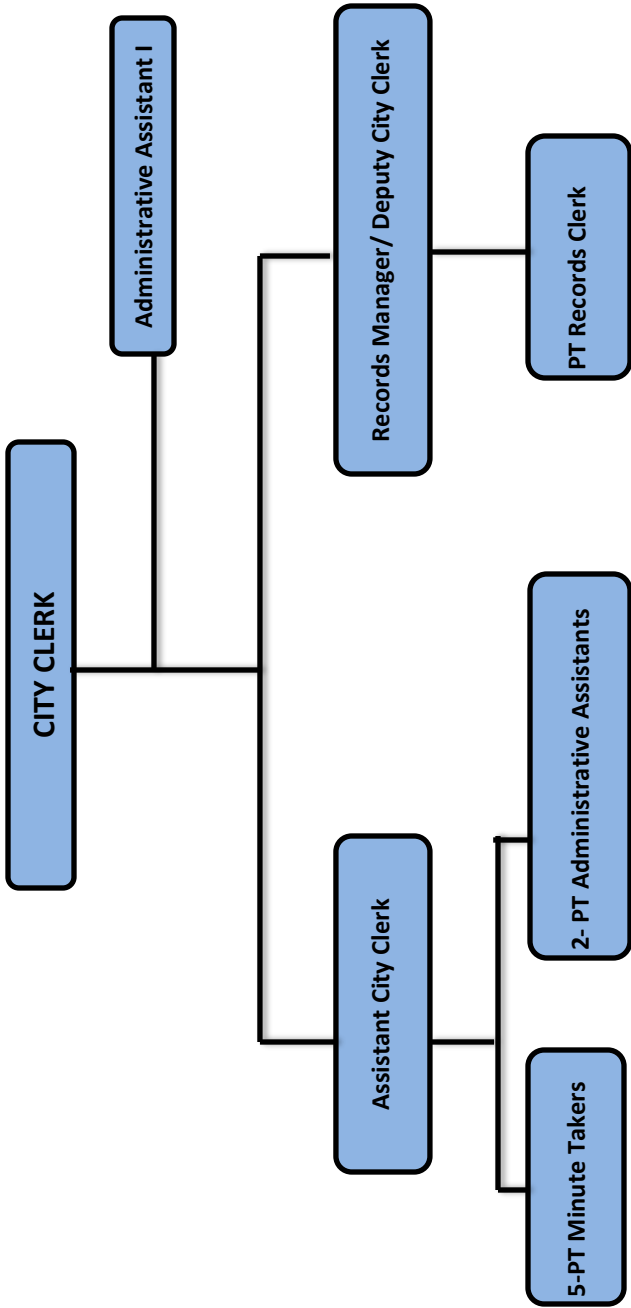 CITY CLERK
Administrative Assistant I
Assistant City Clerk
Records Manager/ Deputy City Clerk
5-PT Minute Takers
2- PT Administrative Assistants
PT Records Clerk